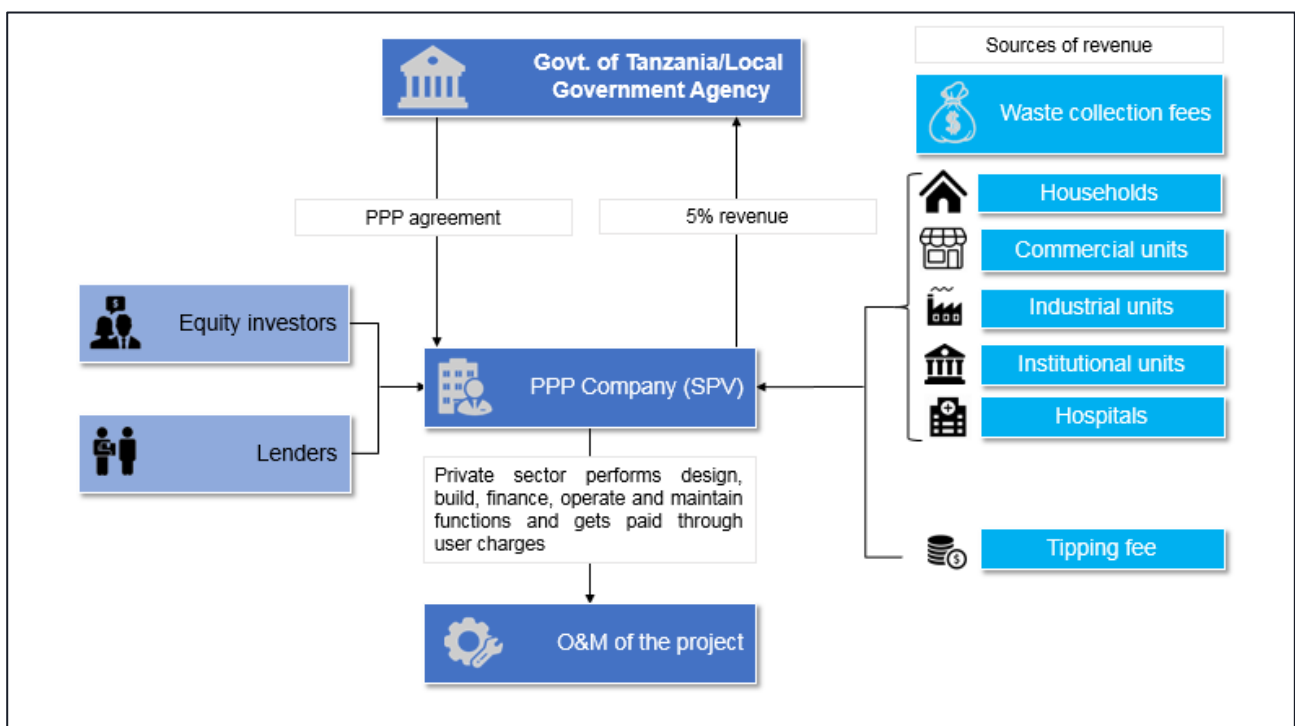 Govt. of Tanzania/Local
Government Agency
Sources of revenue
Waste collection fees
PPP agreement
5% revenue
Households
Commercial units
Industrial units
Institutional units
Hospitals
Tipping fee
Equity investors
Lenders
PPP Company (SPV)
Private sector performs design,
build, finance, operate and maintain
functions and gets paid through
user charges
O&M of the project